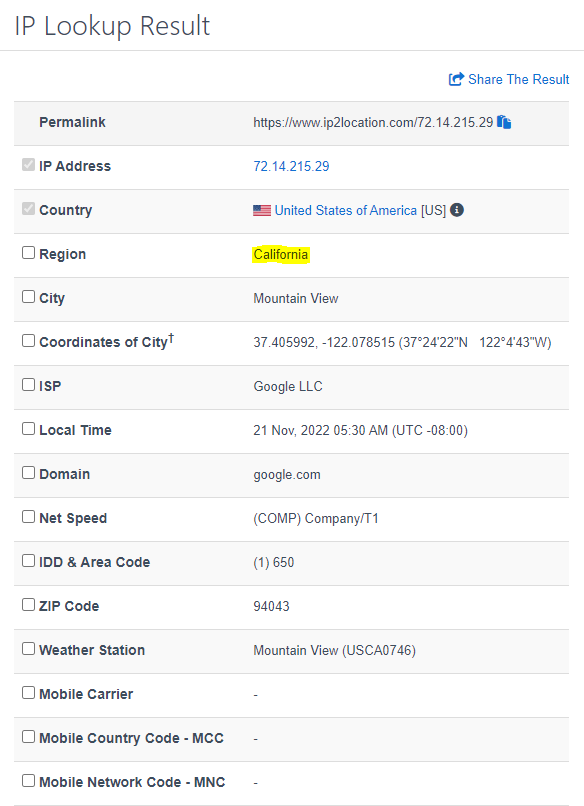 IP Lookup Result
Share The Result
Permalink https://www.ip2location.com/72.14.215.29
IP Address 72.14.215.29
Country United States of America [US]
Region California
City Mountain View
Coordinates of City† 37.405992, -122.078515 (37°24'22"N 122°4'43"W)
ISP Google LLC
Local Time 21 Nov, 2022 05:30 AM (UTC -08:00)
Domain google.com
Net Speed (COMP) Company/T1
IDD & Area Code (1) 650
ZIP Code 94043
Weather Station Mountain View (USCA0746)
Mobile Carrier -
Mobile Country Code - MCC -
Mobile Network Code - MNC -